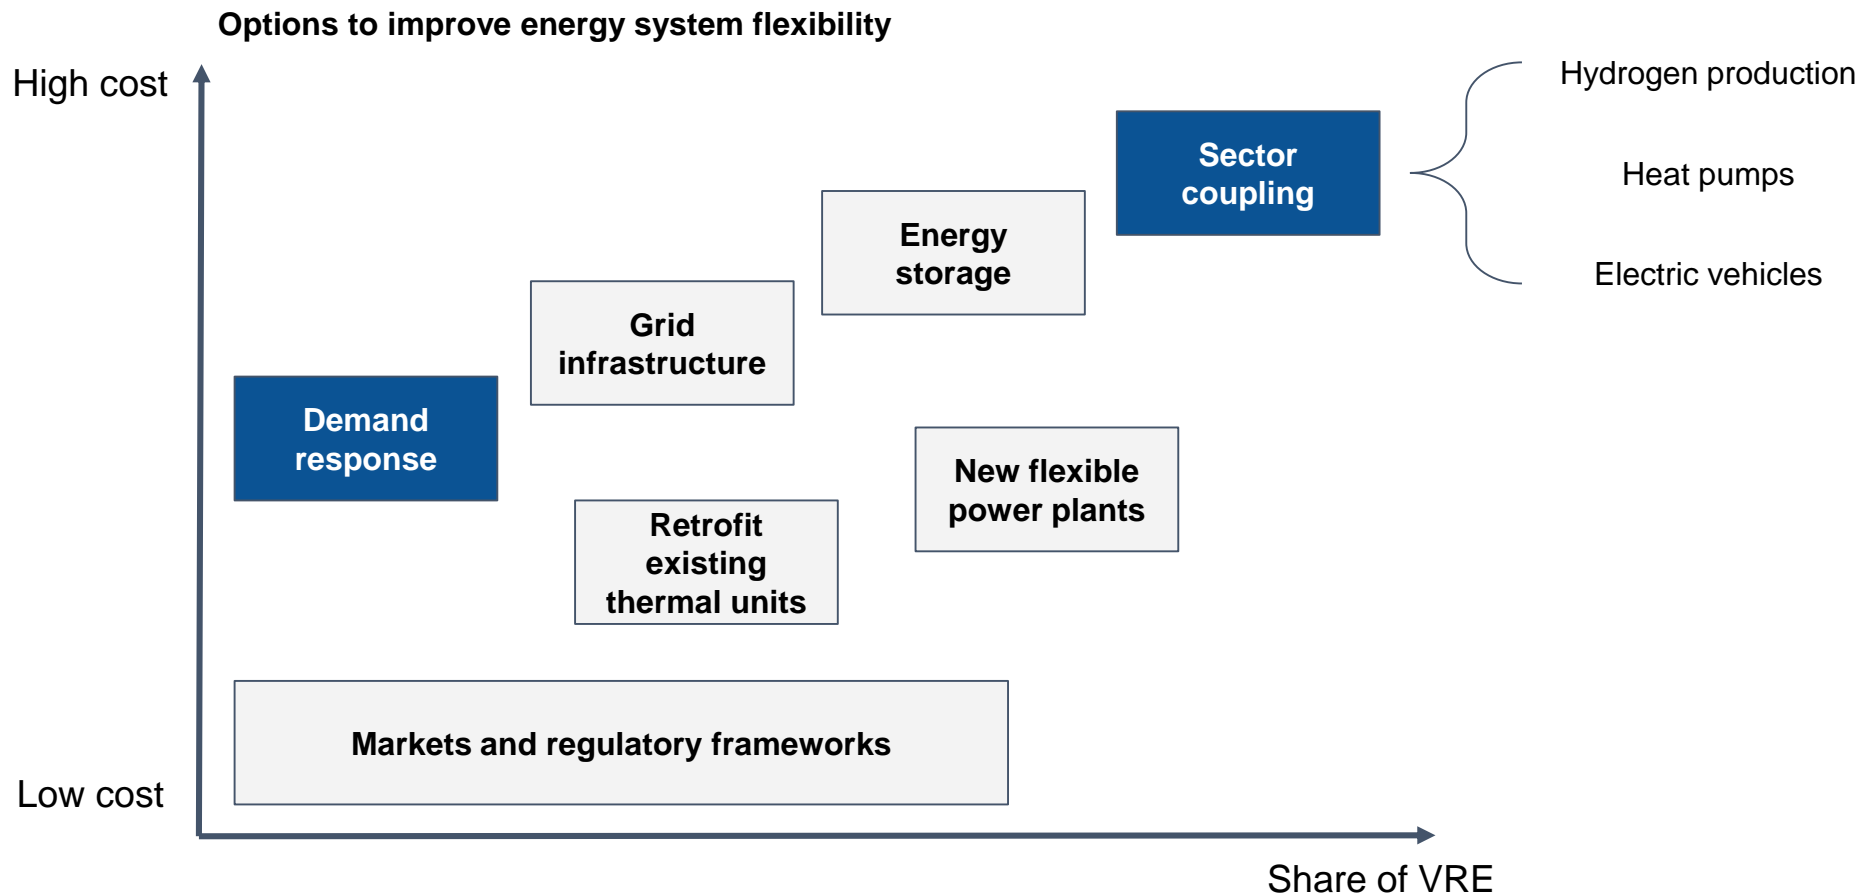 Options to improve energy system flexibility
High cost
Hydrogen production
Sector
coupling
Heat pumps
Energy
storage
Electric vehicles
Grid
infrastructure
Demand
response
New flexible
power plants
Retrofit
existing
thermal units
Markets and regulatory frameworks
Low cost
Share of VRE